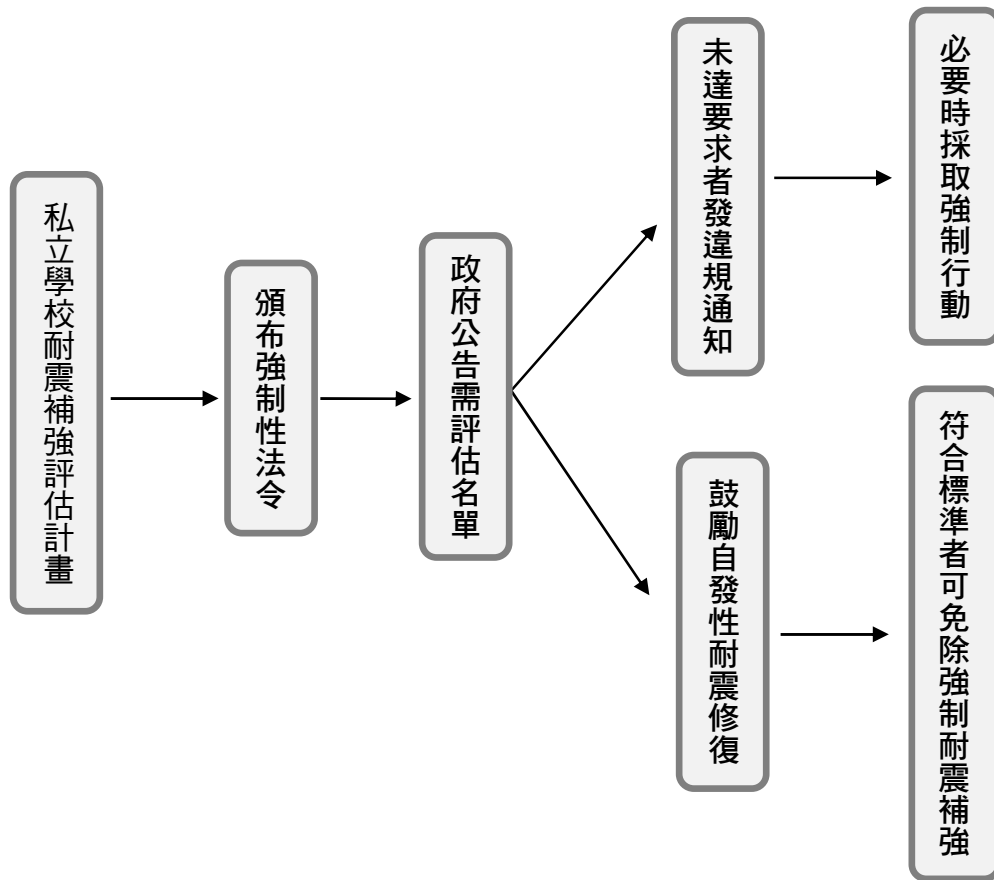 私立學校耐震補強評估計畫
頒布強制性法令
政府公告需評估名單
未達要求者發違規通知
必要時採取強制行動
鼓勵自發性耐震修復
符合標準者可免除強制耐震補強